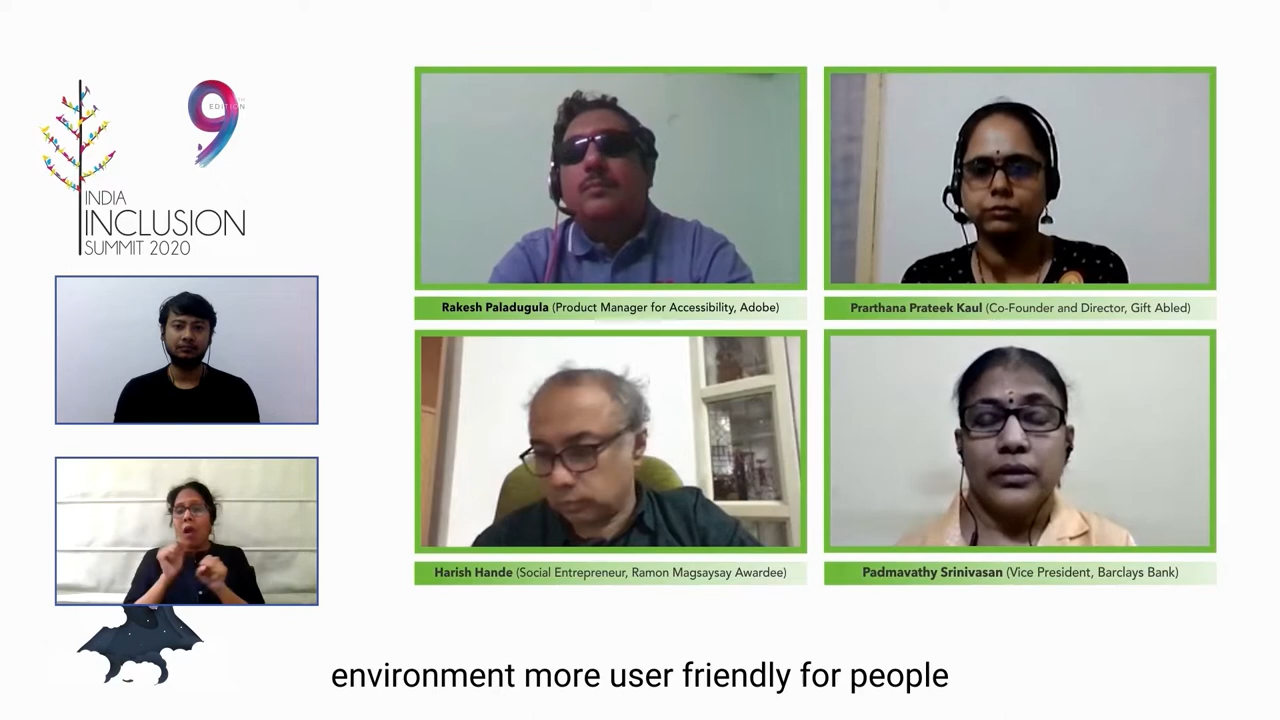 9
EDITION
INDIA
INCLUSION
SUMMIT 2020
Rakesh Paladugula (Product Manager for Accessibility, Adobe)
Prarthana Prateek Kaul (Co-Founder and Director, Gift Abled)
Harish Hande (Social Entrepreneur, Ramon Magsaysay Awardee)
Padmavathy Srinivasan (Vice President, Barclays Bank)
environment more user friendly for people